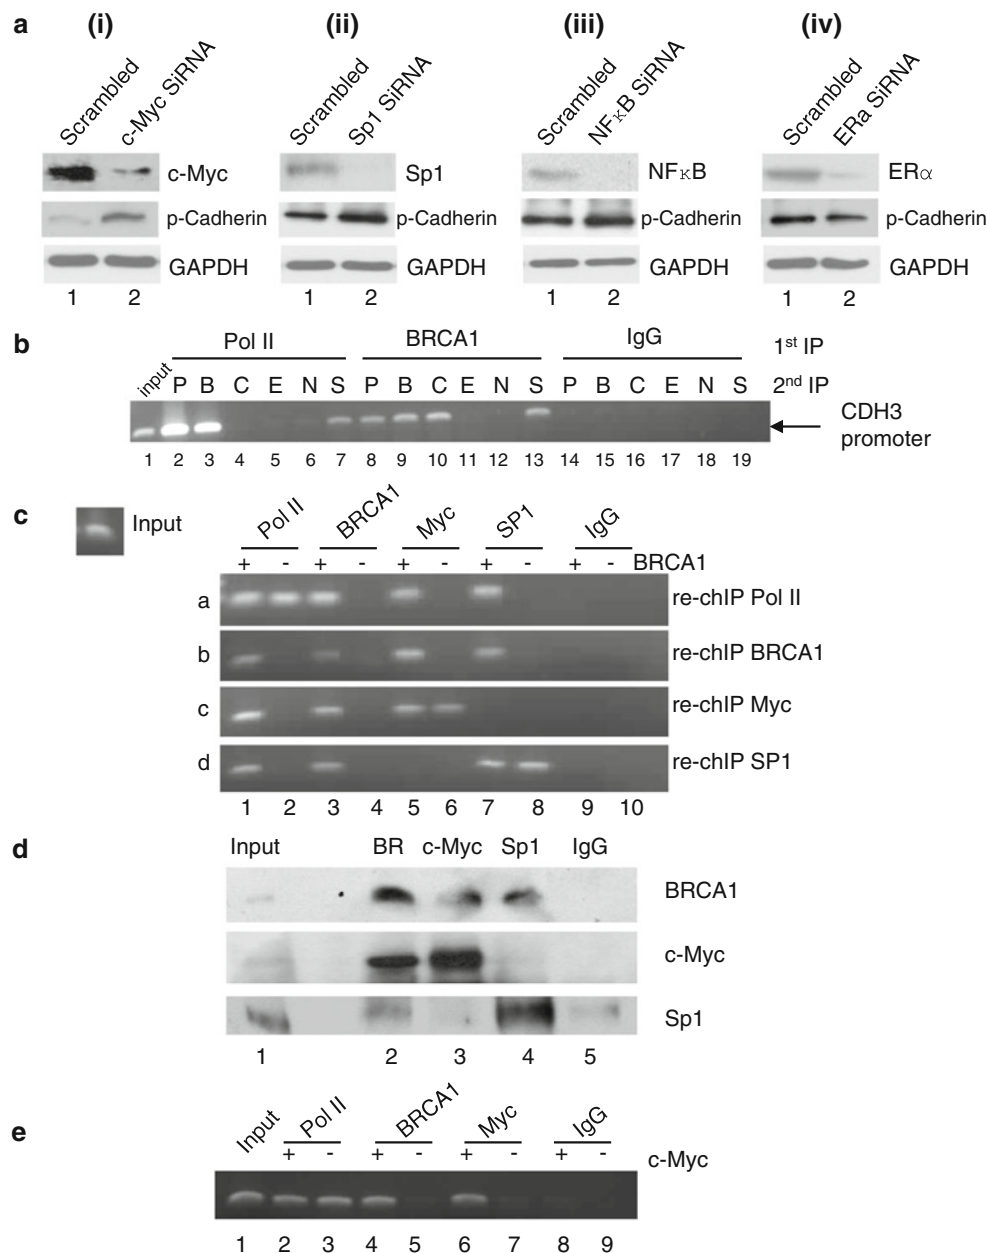 a (i) (ii) (iii) (iv)
Scrambled c-Myc SiRNA Scrambled Sp1 SiRNA Scrambled NFκB SiRNA Scrambled ERa SiRNA
c-Myc Sp1 NFκB ERα
p-Cadherin p-Cadherin p-Cadherin p-Cadherin
GAPDH GAPDH GAPDH GAPDH
1 2 1 2 1 2 1 2
b Pol II BRCA1 IgG 1st IP
input P B C E N S P B C E N S P B C E N S 2nd IP
CDH3
promoter
1 2 3 4 5 6 7 8 9 10 11 12 13 14 15 16 17 18 19
c Input Pol II BRCA1 Myc SP1 IgG
+ - + - + - + - + - BRCA1
a re-chIP Pol II
b re-chIP BRCA1
c re-chIP Myc
d re-chIP SP1
1 2 3 4 5 6 7 8 9 10
d Input BR c-Myc Sp1 IgG
BRCA1
c-Myc
Sp1
1 2 3 4 5
e Input Pol II BRCA1 Myc IgG
+ - + - + - + - c-Myc
1 2 3 4 5 6 7 8 9